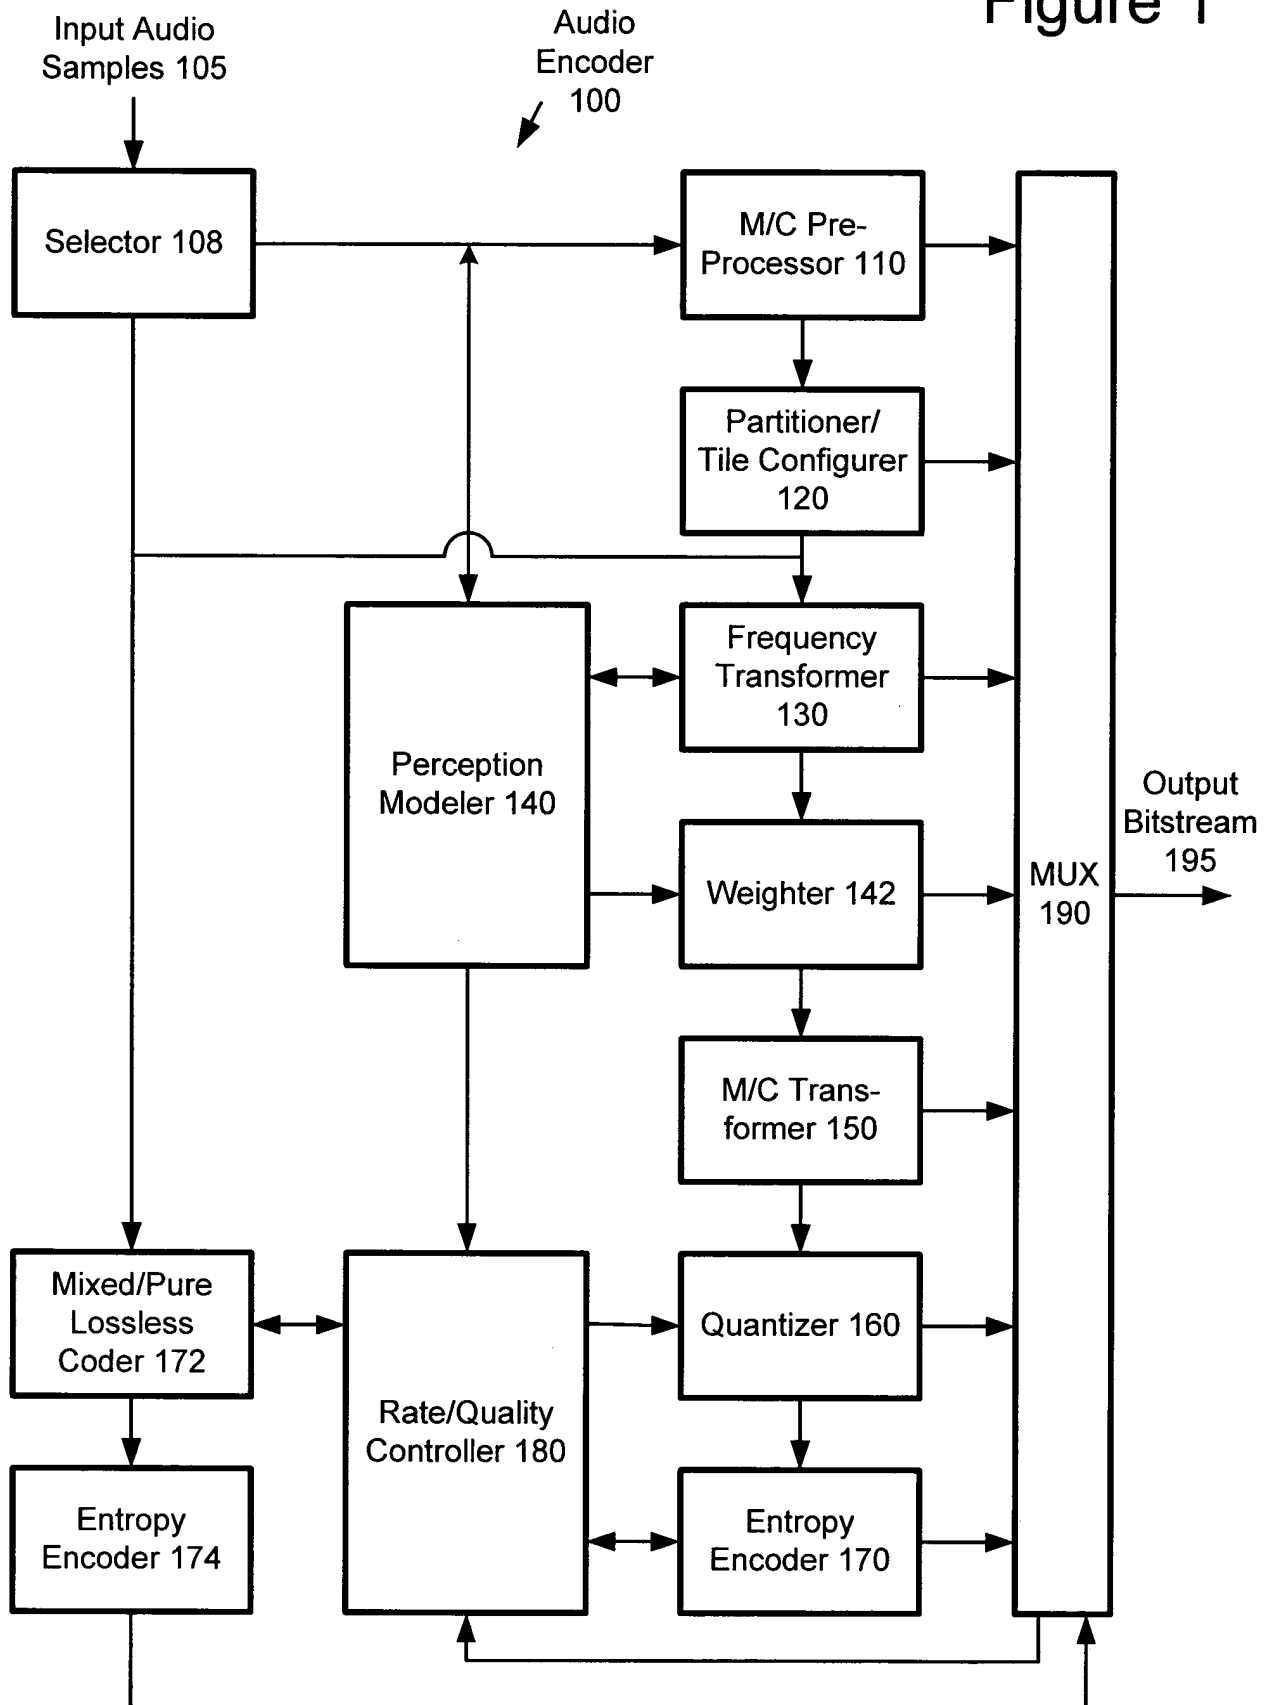 Figure 1
Input Audio
Samples 105
Audio
Encoder
100
Selector 108
M/C Pre-
Processor 110
Partitioner/
Tile Configurer
120
Frequency
Transformer
130
Perception
Modeler 140
Output
Bitstream
195
Weighter 142
MUX
190
M/C Trans-
former 150
Mixed/Pure
Lossless
Coder 172
Quantizer 160
Rate/Quality
Controller 180
Entropy
Encoder 174
Entropy
Encoder 170